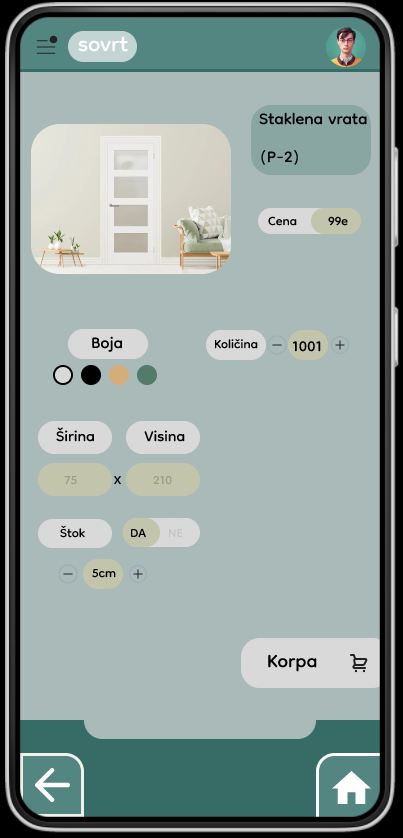 sovrt
Staklena vrata
(P-2)
Cena 99e
Boja
Količina − 1001 +
Širina Visina
75 x 210
Štok DA NE
− 5cm +
Korpa